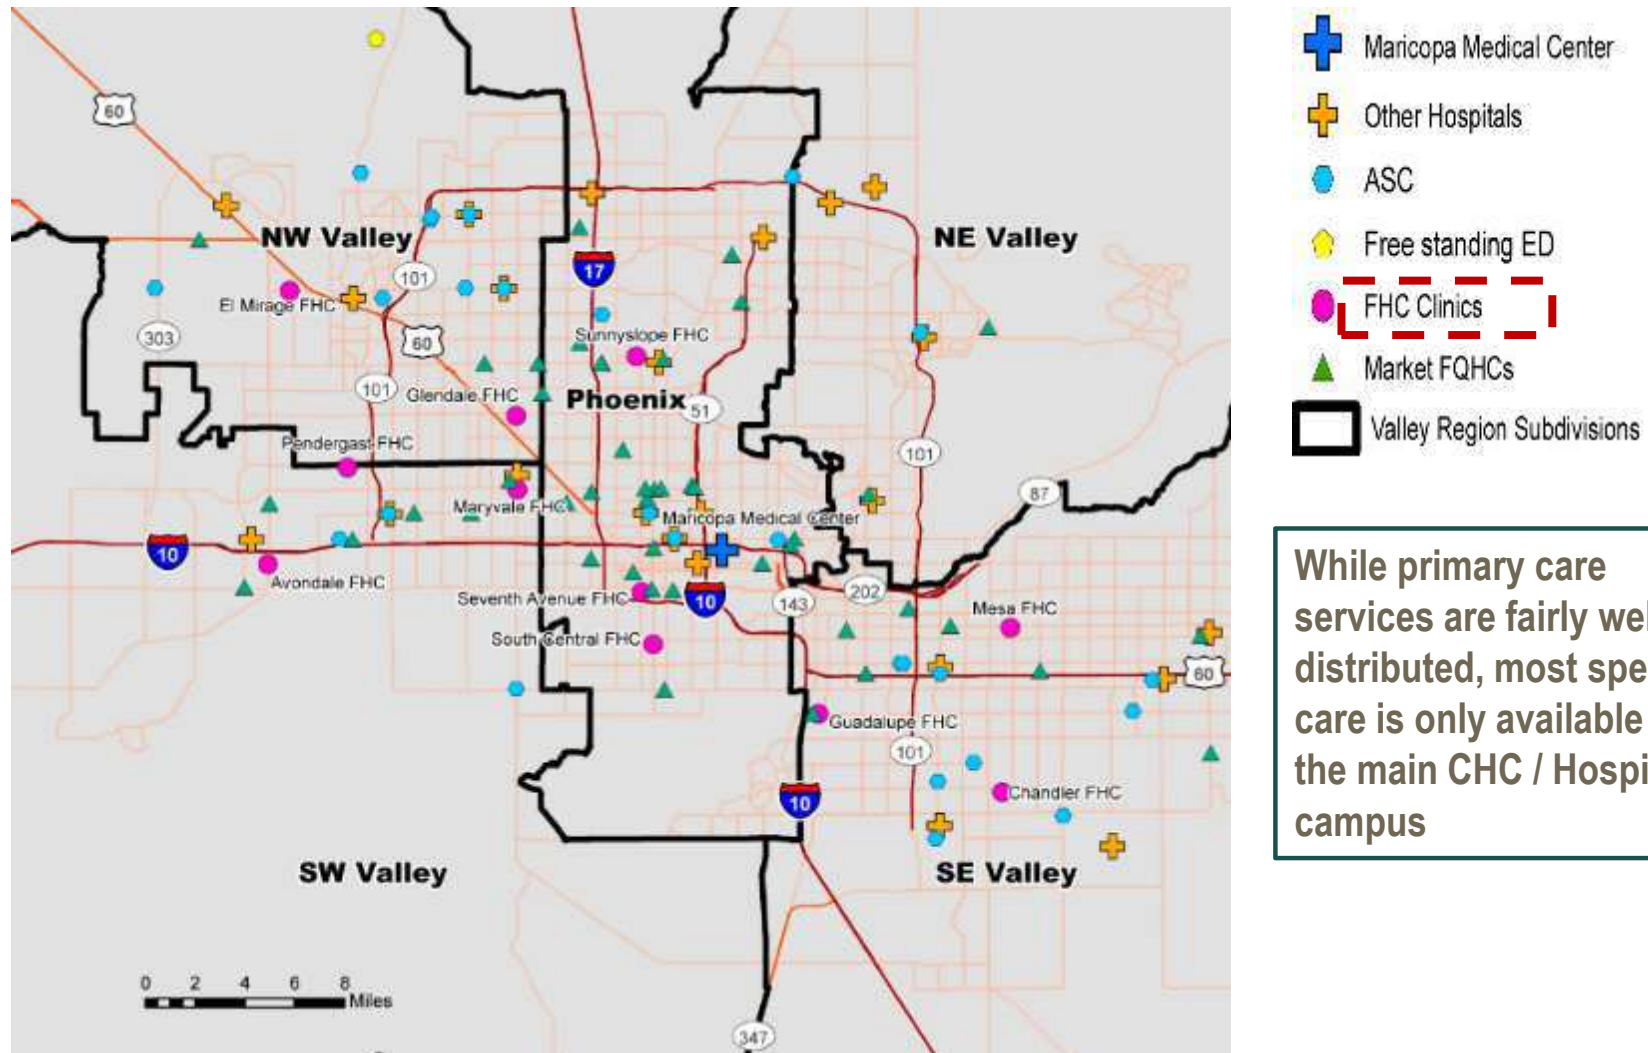 60
NW Valley
NE Valley
17
101
El Mirage FHC
303
60
Sunnyslope FHC
101
Glendale FHC
Phoenix
51
Pendergast FHC
101
87
Maryvale FHC
Maricopa Medical Center
10
Avondale FHC
Seventh Avenue FHC
10
143
202
Mesa FHC
South Central FHC
60
Guadalupe FHC
101
10
Chandler FHC
SW Valley
SE Valley
0 2 4 6 8
Miles
347
Maricopa Medical Center
Other Hospitals
ASC
Free standing ED
FHC Clinics
Market FQHCs
Valley Region Subdivisions
While primary care
services are fairly we
distributed, most spe
care is only available
the main CHC / Hospi
campus